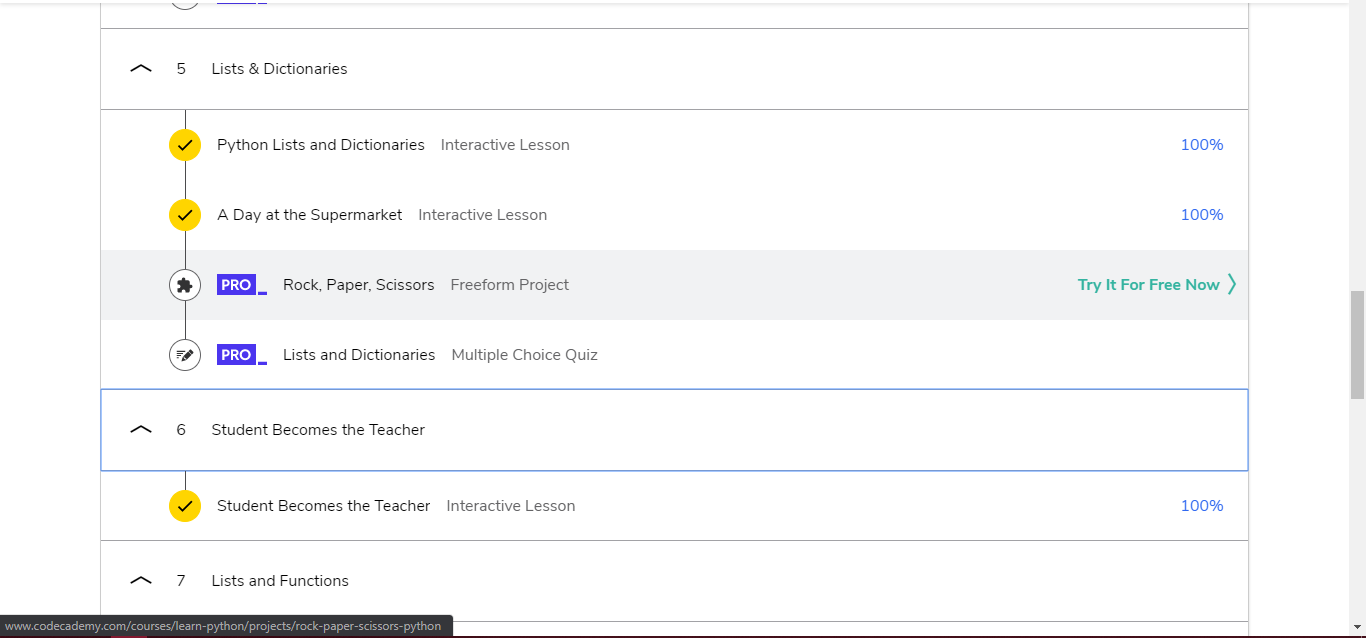 5 Lists & Dictionaries
Python Lists and Dictionaries Interactive Lesson 100%
A Day at the Supermarket Interactive Lesson 100%
PRO_ Rock, Paper, Scissors Freeform Project Try It For Free Now
PRO_ Lists and Dictionaries Multiple Choice Quiz
6 Student Becomes the Teacher
Student Becomes the Teacher Interactive Lesson 100%
7 Lists and Functions
www.codecademy.com/courses/learn-python/projects/rock-paper-scissors-python